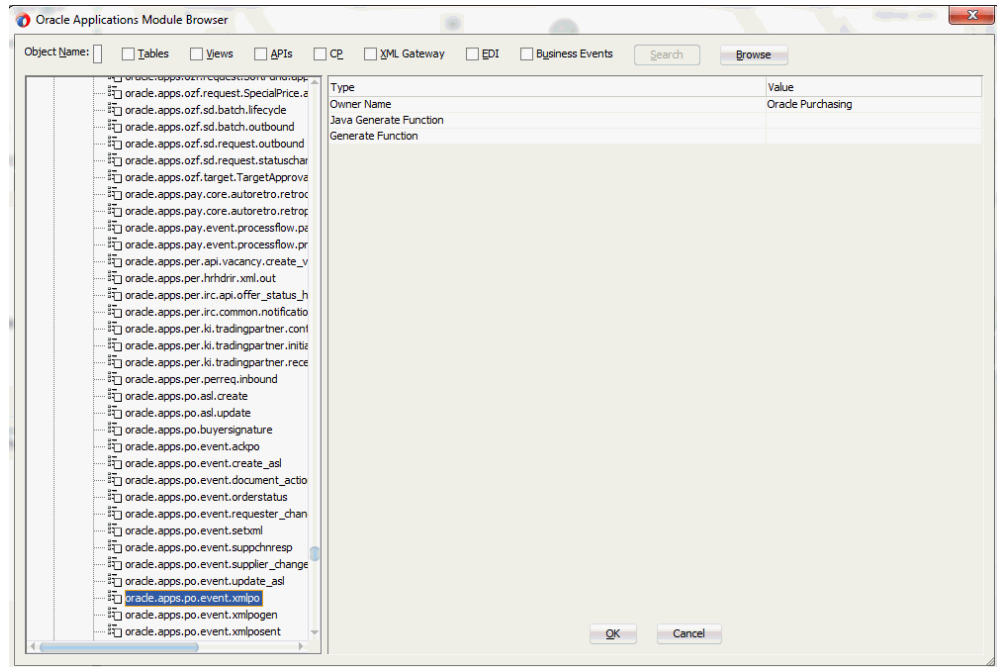 Oracle Applications Module Browser
Object Name: Tables Views APIs CP XML Gateway EDI Business Events Search Browse
oracle.apps.ozf.request.SoftFund.app
oracle.apps.ozf.request.SpecialPrice.a
oracle.apps.ozf.sd.batch.lifecycle
oracle.apps.ozf.sd.batch.outbound
oracle.apps.ozf.sd.request.outbound
oracle.apps.ozf.sd.request.statuschan
oracle.apps.ozf.target.TargetApprova
oracle.apps.pay.core.autoretro.retroc
oracle.apps.pay.core.autoretro.retrop
oracle.apps.pay.event.processflow.pa
oracle.apps.pay.event.processflow.pr
oracle.apps.per.api.vacancy.create_v
oracle.apps.per.hrhdrir.xml.out
oracle.apps.per.irc.api.offer_status_h
oracle.apps.per.irc.common.notificatio
oracle.apps.per.ki.tradingpartner.conf
oracle.apps.per.ki.tradingpartner.initia
oracle.apps.per.ki.tradingpartner.rece
oracle.apps.per.perreq.inbound
oracle.apps.po.asl.create
oracle.apps.po.asl.update
oracle.apps.po.buyersignature
oracle.apps.po.event.ackpo
oracle.apps.po.event.create_asl
oracle.apps.po.event.document_actio
oracle.apps.po.event.orderstatus
oracle.apps.po.event.requester_chan
oracle.apps.po.event.setxml
oracle.apps.po.event.suppchnresp
oracle.apps.po.event.supplier_change
oracle.apps.po.event.update_asl
oracle.apps.po.event.xmlpo
oracle.apps.po.event.xmlpogen
oracle.apps.po.event.xmlposent
Type Value
Owner Name Oracle Purchasing
Java Generate Function
Generate Function
OK Cancel